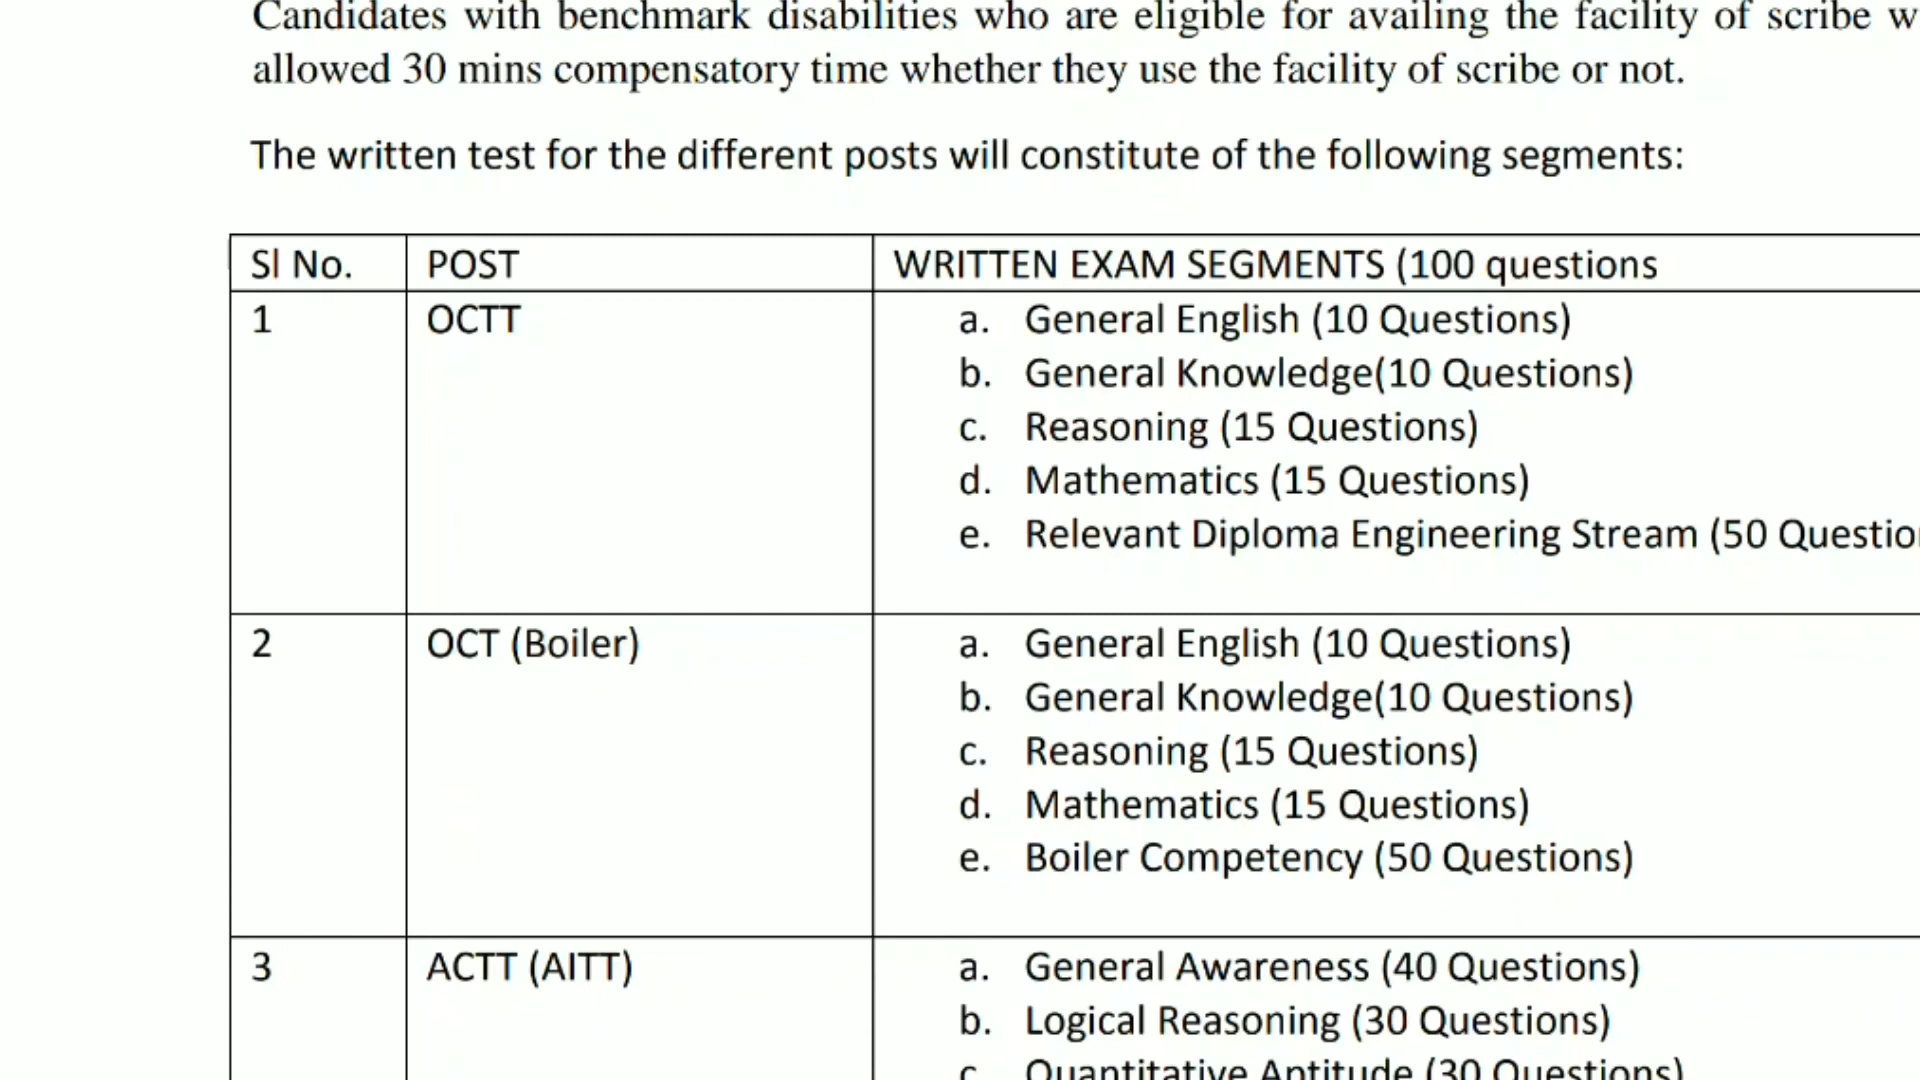 Candidates with benchmark disabilities who are eligible for availing the facility of scribe
allowed 30 mins compensatory time whether they use the facility of scribe or not.
The written test for the different posts will constitute of the following segments:
Sl No. POST WRITTEN EXAM SEGMENTS (100 questions
1 OCTT a. General English (10 Questions)
b. General Knowledge(10 Questions)
c. Reasoning (15 Questions)
d. Mathematics (15 Questions)
e. Relevant Diploma Engineering Stream (50
2 OCT (Boiler) a. General English (10 Questions)
b. General Knowledge(10 Questions)
c. Reasoning (15 Questions)
d. Mathematics (15 Questions)
e. Boiler Competency (50 Questions)
3 ACTT (AITT) a. General Awareness (40 Questions)
b. Logical Reasoning (30 Questions)
c. Quantitative Aptitude (30 Questions)